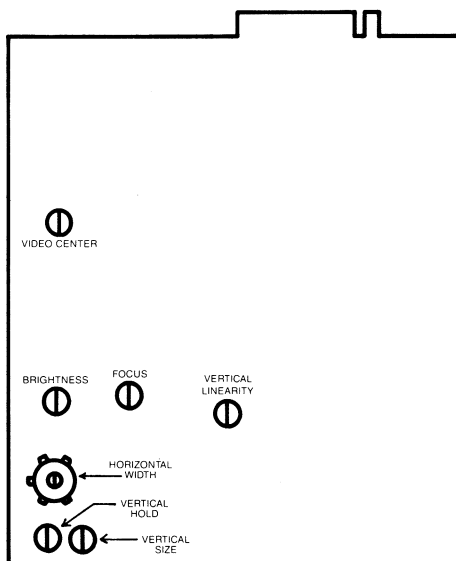 VIDEO CENTER
BRIGHTNESS
FOCUS
VERTICAL
LINEARITY
HORIZONTAL
WIDTH
VERTICAL
HOLD
VERTICAL
SIZE